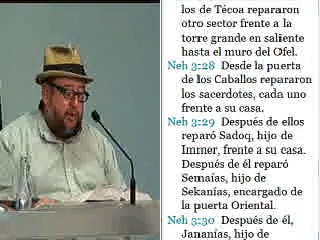 los de Técoa repararon
otro sector frente a la
torre grande en saliente
hasta el muro del Ofel.
Neh 3:28 Desde la puerta
de los Caballos repararon
los sacerdotes, cada uno
frente a su casa.
Neh 3:29 Después de ellos
reparó Sadoq, hijo de
Immer, frente a su casa.
Después de él reparó
Semaías, hijo de
Sekanías, encargado de
la puerta Oriental.
Neh 3:30 Después de él,
Jananías, hijo de